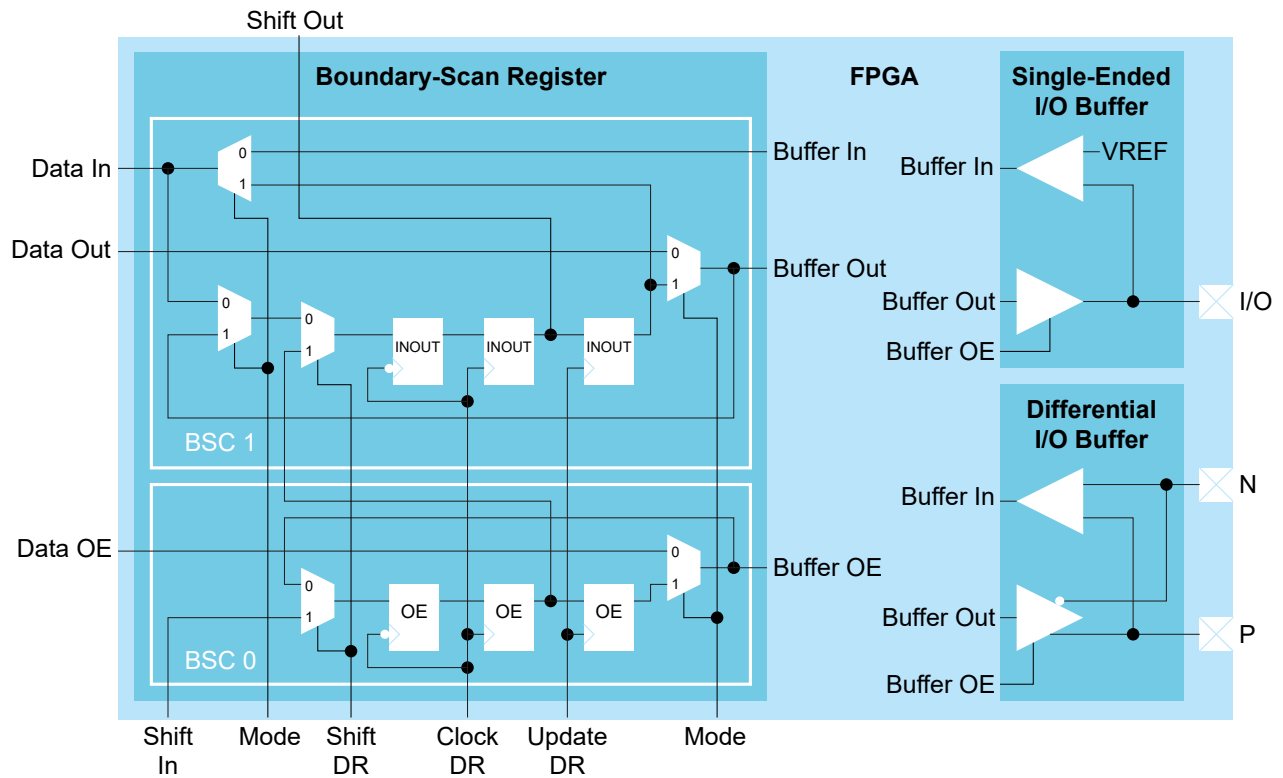 Shift Out
Boundary-Scan Register
FPGA
Single-Ended
I/O Buffer
Data In
0
1
Buffer In
Buffer In
VREF
Data Out
0
1
Buffer Out
Buffer Out
I/O
0
1
0
1
INOUT
INOUT
INOUT
Buffer OE
BSC 1
Differential
I/O Buffer
Buffer In
N
Data OE
0
1
Buffer OE
0
1
OE
OE
OE
Buffer Out
P
BSC 0
Buffer OE
Shift
In
Mode
Shift
DR
Clock
DR
Update
DR
Mode